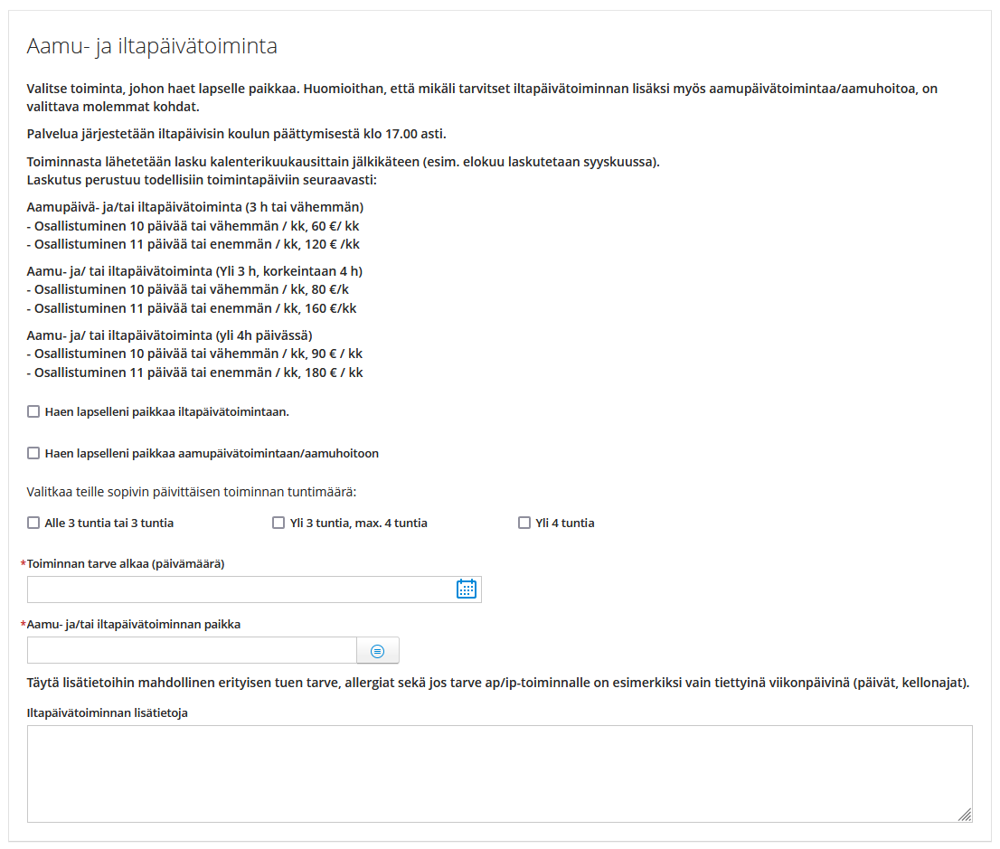 Aamu- ja iltapäivätoiminta
Valitse toiminta, johon haet lapselle paikkaa. Huomioithan, että mikäli tarvitset iltapäivätoiminnan lisäksi myös aamupäivätoimintaa/aamuhoitoa, on
valittava molemmat kohdat.
Palvelua järjestetään iltapäivisin koulun päättymisestä klo 17.00 asti.
Toiminnasta lähetetään lasku kalenterikuukausittain jälkikäteen (esim. elokuu laskutetaan syyskuussa).
Laskutus perustuu todellisiin toimintapäiviin seuraavasti:
Aamupäivä- ja/tai iltapäivätoiminta (3 h tai vähemmän)
- Osallistuminen 10 päivää tai vähemmän / kk, 60 €/ kk
- Osallistuminen 11 päivää tai enemmän / kk, 120 € /kk
Aamu- ja/ tai iltapäivätoiminta (Yli 3 h, korkeintaan 4 h)
- Osallistuminen 10 päivää tai vähemmän / kk, 80 €/k
- Osallistuminen 11 päivää tai enemmän / kk, 160 €/kk
Aamu- ja/ tai iltapäivätoiminta (yli 4h päivässä)
- Osallistuminen 10 päivää tai vähemmän / kk, 90 € / kk
- Osallistuminen 11 päivää tai enemmän / kk, 180 € / kk
Haen lapselleni paikkaa iltapäivätoimintaan.
Haen lapselleni paikkaa aamupäivätoimintaan/aamuhoitoon
Valitkaa teille sopivin päivittäisen toiminnan tuntimäärä:
Alle 3 tuntia tai 3 tuntia Yli 3 tuntia, max. 4 tuntia Yli 4 tuntia
*Toiminnan tarve alkaa (päivämäärä)
*Aamu- ja/tai iltapäivätoiminnan paikka
Täytä lisätietoihin mahdollinen erityisen tuen tarve, allergiat sekä jos tarve ap/ip-toiminnalle on esimerkiksi vain tiettyinä viikonpäivinä (päivät, kellonajat).
Iltapäivätoiminnan lisätietoja